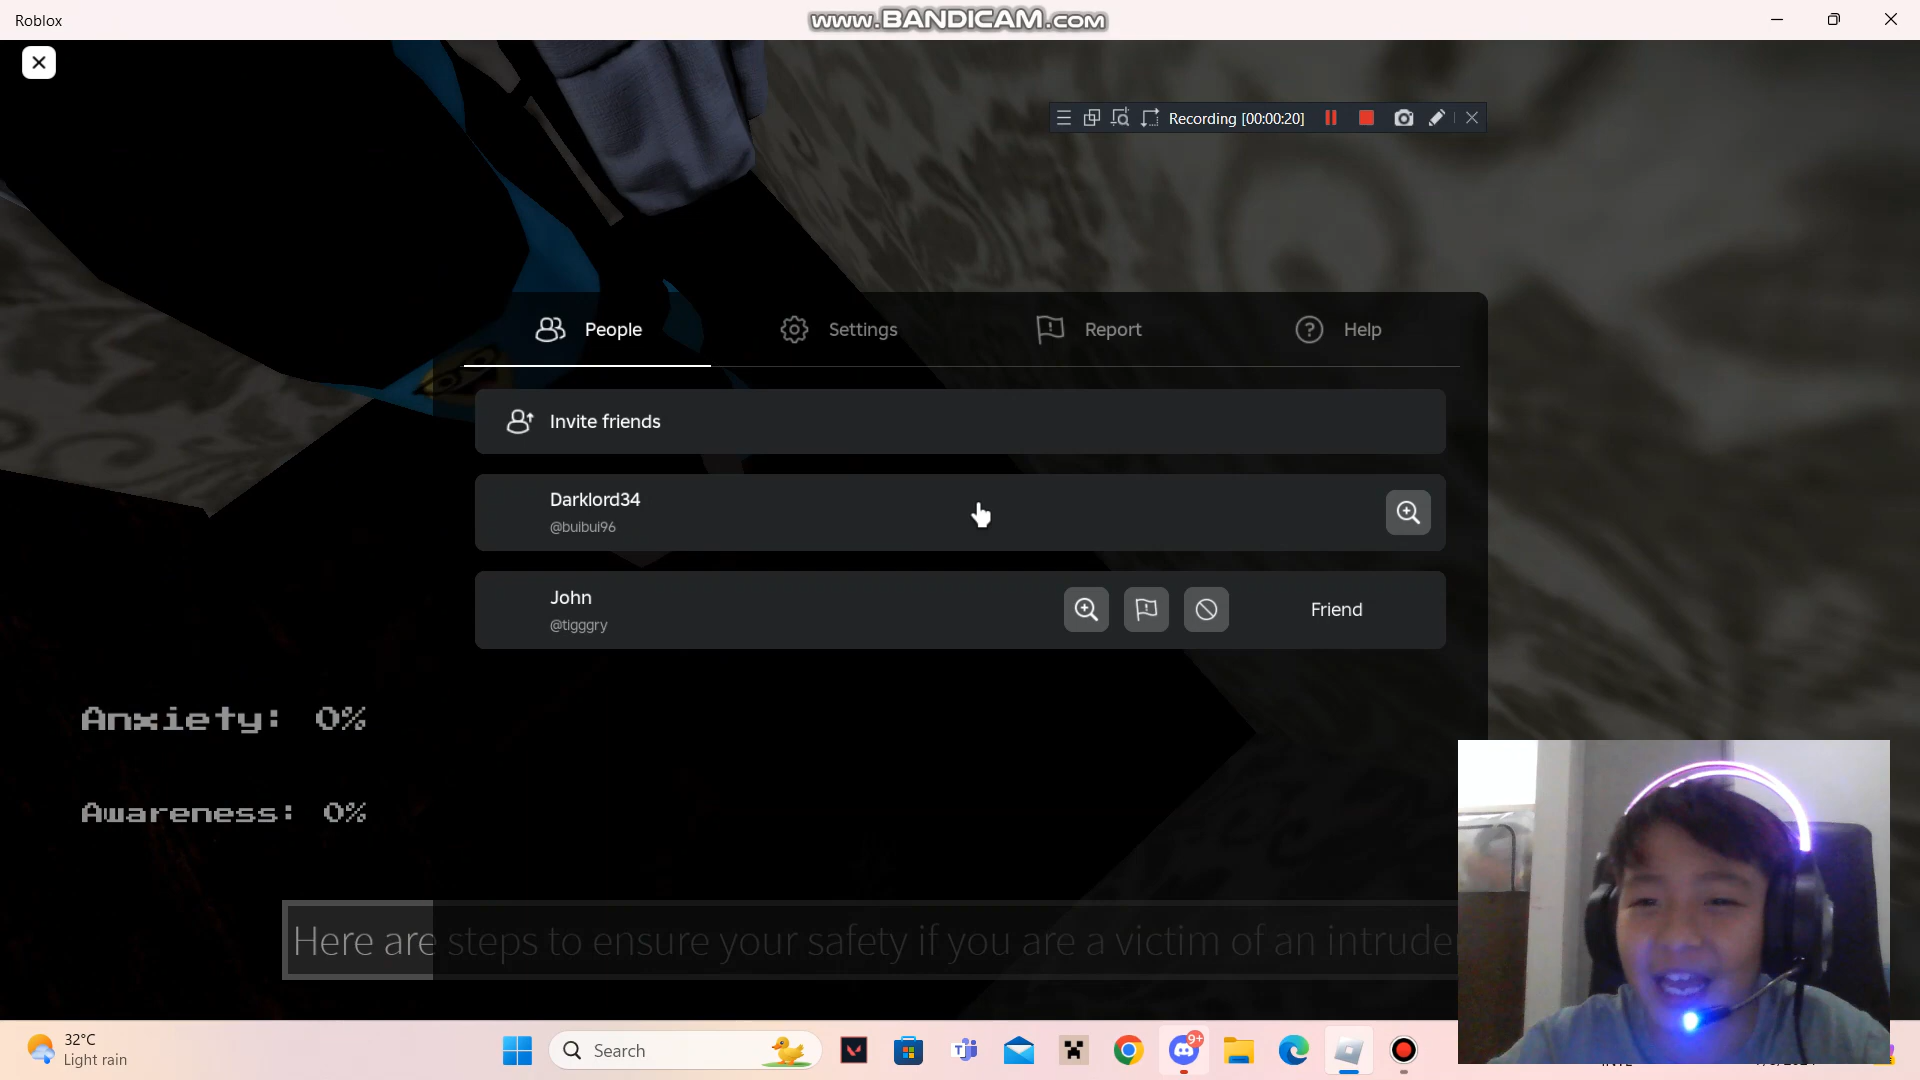 Roblox
www.BANDICAM.COM
Recording [00:00:20]
People
Settings
Report
Help
Invite friends
Darklord34
@buibui96
John
@tigggry
Friend
Anxiety: 0%
Awareness: 0%
Here are steps to ensure your safety if you are a victim of an intrude
32°C
Light rain
Search
9+